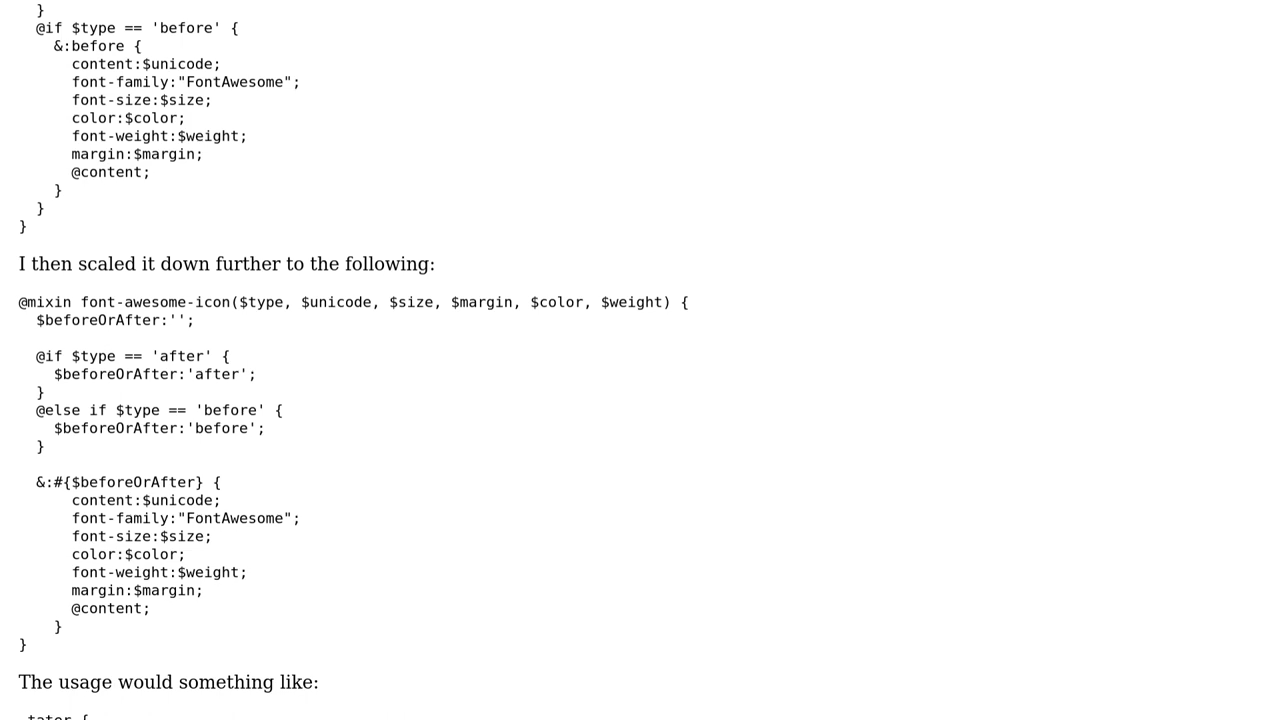 }
  @if $type == 'before' {
    &:before {
      content:$unicode;
      font-family:"FontAwesome";
      font-size:$size;
      color:$color;
      font-weight:$weight;
      margin:$margin;
      @content;
    }
  }
}
I then scaled it down further to the following:
@mixin font-awesome-icon($type, $unicode, $size, $margin, $color, $weight) {
  $beforeOrAfter:'';
  @if $type == 'after' {
    $beforeOrAfter:'after';
  }
  @else if $type == 'before' {
    $beforeOrAfter:'before';
  }
  &:#{$beforeOrAfter} {
      content:$unicode;
      font-family:"FontAwesome";
      font-size:$size;
      color:$color;
      font-weight:$weight;
      margin:$margin;
      @content;
    }
}
The usage would something like: